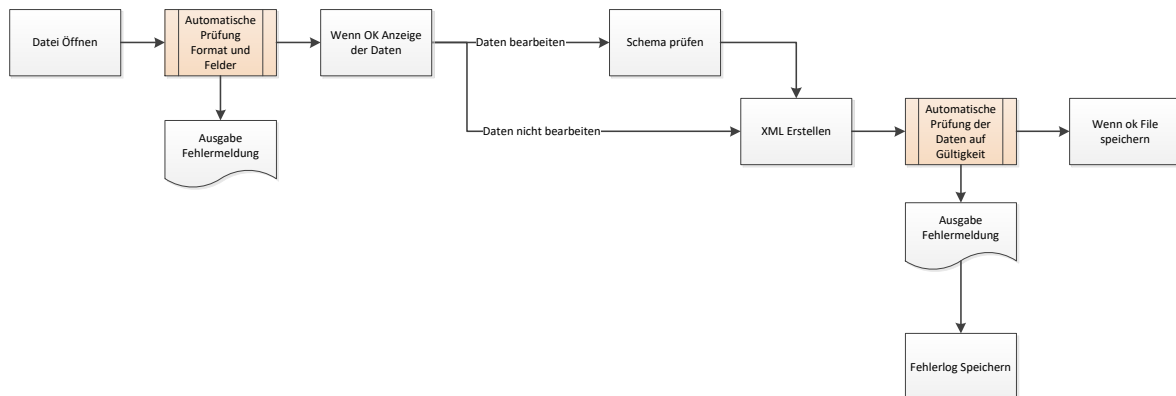 Datei Öffnen
Automatische
Prüfung
Format und
Felder
Wenn OK Anzeige
der Daten
Daten bearbeiten
Schema prüfen
Ausgabe
Fehlermeldung
Daten nicht bearbeiten
XML Erstellen
Automatische
Prüfung der
Daten auf
Gültigkeit
Wenn ok File
speichern
Ausgabe
Fehlermeldung
Fehlerlog Speichern